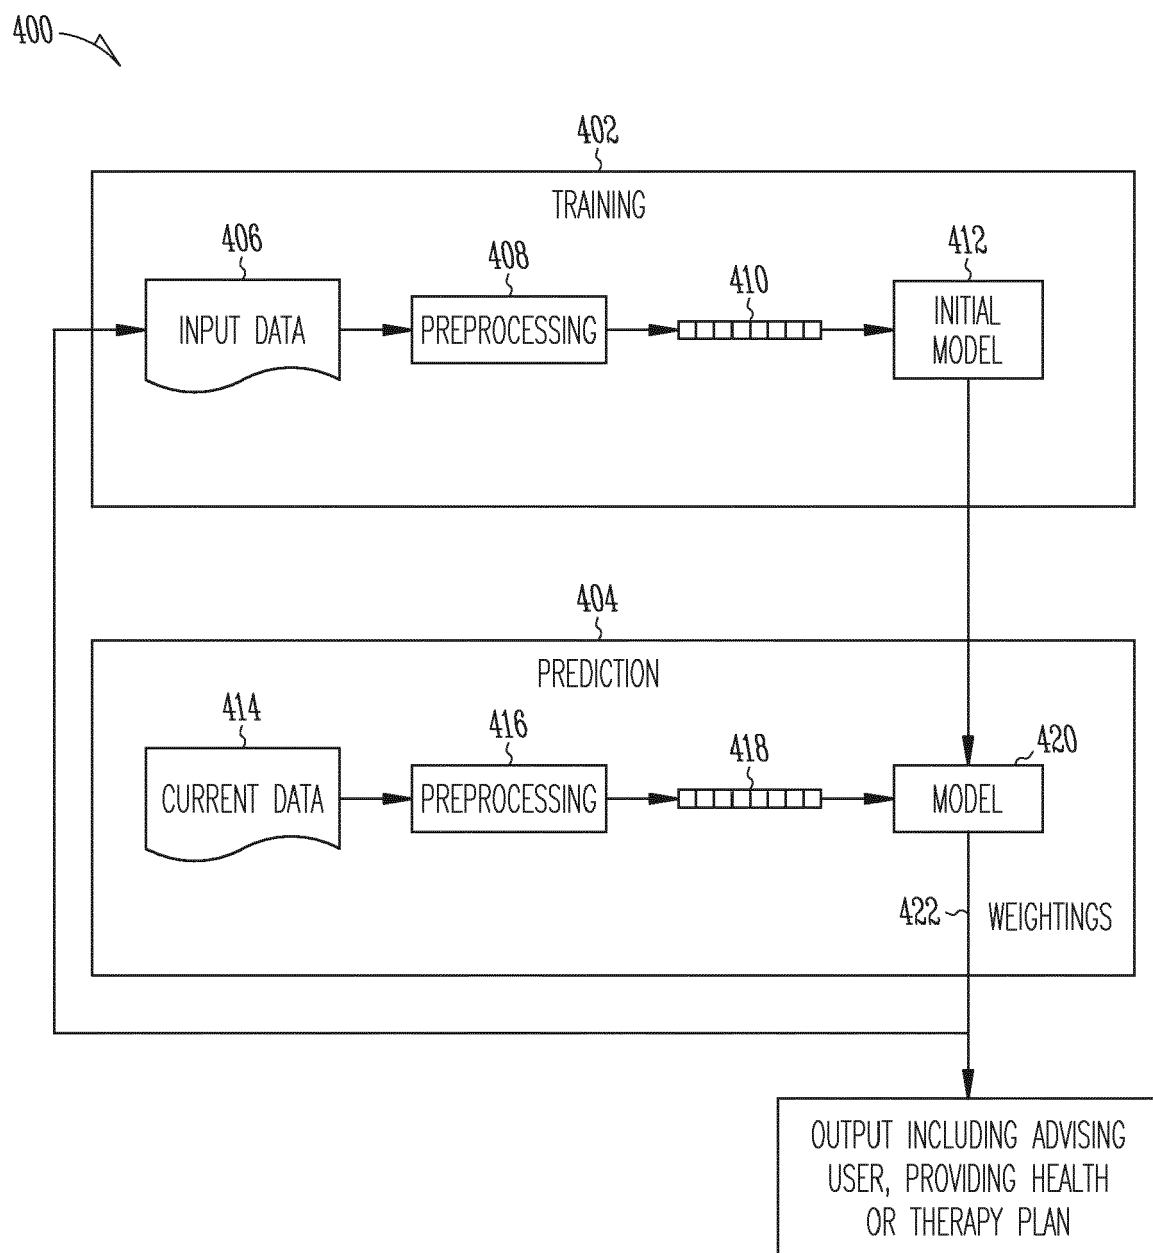 400
402
TRAINING
406
408
410
412
INPUT DATA
PREPROCESSING
INITIAL
MODEL
404
PREDICTION
414
416
418
420
CURRENT DATA
PREPROCESSING
MODEL
422
WEIGHTINGS
OUTPUT INCLUDING ADVISING
USER, PROVIDING HEALTH
OR THERAPY PLAN